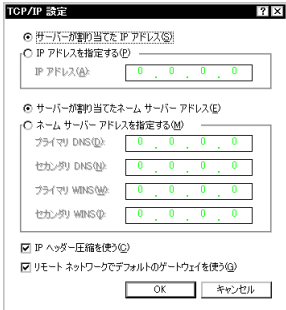 TCP/IP 設定
サーバーが割り当てた IP アドレス(S)
IP アドレスを指定する(P)
IP アドレス(A): 0 . 0 . 0 . 0
サーバーが割り当てたネーム サーバー アドレス(E)
ネーム サーバー アドレスを指定する(M)
プライマリ DNS(D): 0 . 0 . 0 . 0
セカンダリ DNS(N): 0 . 0 . 0 . 0
プライマリ WINS(W): 0 . 0 . 0 . 0
セカンダリ WINS(I): 0 . 0 . 0 . 0
IP ヘッダー圧縮を使う(C)
リモート ネットワークでデフォルトのゲートウェイを使う(G)
OK キャンセル